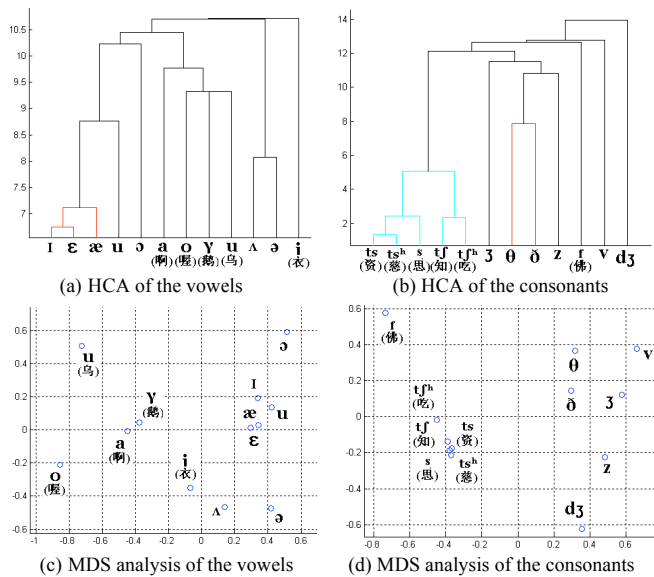 10.5
10
9.5
9
8.5
8
7.5
7
ɪ ɛ æ u ɔ a o ɣ u ʌ ə i
(啊) (喔) (鹅) (乌) (衣)
(a) HCA of the vowels
14
12
10
8
6
4
2
ts tsʰ s tʃ tʃʰ ʒ θ ð z f v dʒ
(资) (慈) (思) (知) (吃) (佛)
(b) HCA of the consonants
0.6
0.4
0.2
0
-0.2
-0.4
-0.6
-1 -0.8 -0.6 -0.4 -0.2 0 0.2 0.4 0.6
u
(乌)
ɔ
ɣ
(鹅)
ɪ
æ u
a
(啊)
ɛ
o
(喔)
i
(衣)
ʌ
ə
(c) MDS analysis of the vowels
0.6
0.4
0.2
0
-0.2
-0.4
-0.6
-0.8 -0.6 -0.4 -0.2 0 0.2 0.4 0.6
f
(佛)
θ
v
tʃʰ
(吃)
ð
ʒ
tʃ
(知)
ts
(资)
s
(思)
tsʰ
(慈)
z
dʒ
(d) MDS analysis of the consonants